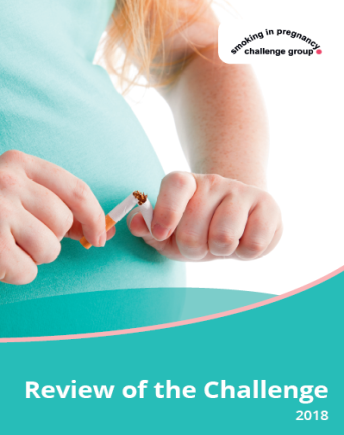 smoking in pregnancy
challenge group
Review of the Challenge
2018